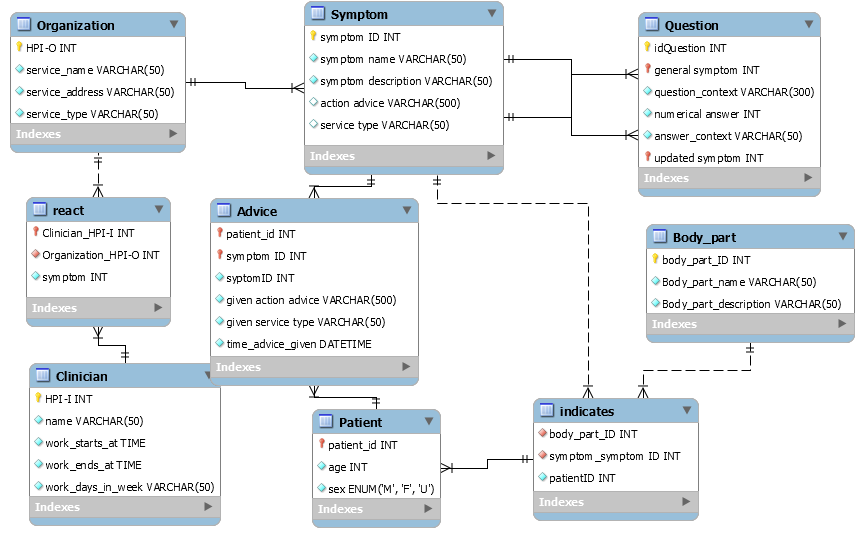 Organization
HPI-O INT
service_name VARCHAR(50)
service_address VARCHAR(50)
service_type VARCHAR(50)
Indexes
Symptom
symptom ID INT
symptom name VARCHAR(50)
symptom description VARCHAR(50)
action advice VARCHAR(500)
service type VARCHAR(50)
Indexes
Question
idQuestion INT
general symptom INT
question_context VARCHAR(300)
numerical answer INT
answer_context VARCHAR(50)
updated symptom INT
Indexes
react
Clinician_HPI-I INT
Organization_HPI-O INT
symptom INT
Indexes
Advice
patient_id INT
symptom ID INT
syptomID INT
given action advice VARCHAR(500)
given service type VARCHAR(50)
time_advice_given DATETIME
Indexes
Body_part
body_part_ID INT
Body_part_name VARCHAR(50)
Body_part_description VARCHAR(50)
Indexes
Clinician
HPI-I INT
name VARCHAR(50)
work_starts_at TIME
work_ends_at TIME
work_days_in_week VARCHAR(50)
Indexes
Patient
patient_id INT
age INT
sex ENUM('M', 'F', 'U')
Indexes
indicates
body_part_ID INT
symptom_symptom ID INT
patientID INT
Indexes